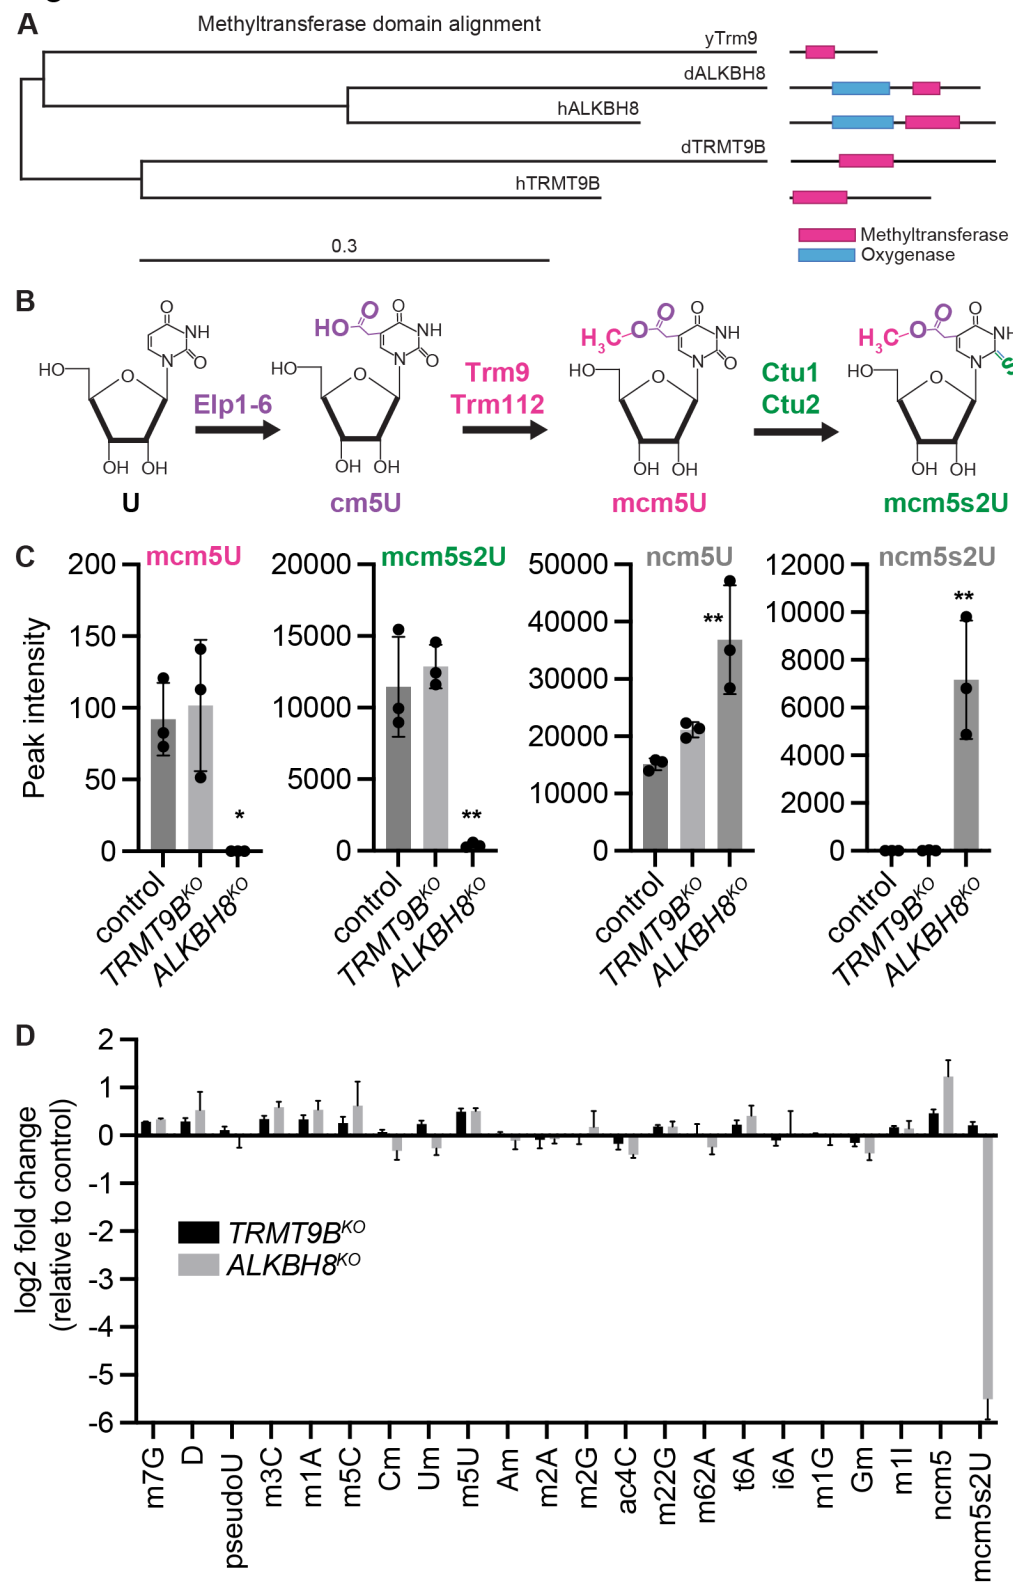 A
Methyltransferase domain alignment
yTrm9
dALKBH8
hALKBH8
dTRMT9B
hTRMT9B
0.3
Methyltransferase
Oxygenase
B
O
NH
N
O
HO
O
OH OH
U
Elp1-6
HO
O
O
NH
N
O
HO
O
OH OH
cm5U
Trm9
Trm112
H3C
O
O
O
NH
N
O
HO
O
OH OH
mcm5U
Ctu1
Ctu2
H3C
O
O
O
NH
N
S
HO
O
OH OH
mcm5s2U
C
Peak intensity
mcm5U
200
150
100
50
0
*
control
TRMT9BKO
ALKBH8KO
mcm5s2U
20000
15000
10000
5000
0
**
control
TRMT9BKO
ALKBH8KO
ncm5U
50000
40000
30000
20000
10000
0
**
control
TRMT9BKO
ALKBH8KO
ncm5s2U
12000
10000
8000
6000
4000
2000
0
**
control
TRMT9BKO
ALKBH8KO
D
log2 fold change
(relative to control)
2
1
0
-1
-2
-3
-4
-5
-6
TRMT9BKO
ALKBH8KO
m7G
D
pseudoU
m3C
m1A
m5C
Cm
Um
m5U
Am
m2A
m2G
ac4C
m22G
m62A
t6A
i6A
m1G
Gm
m1I
ncm5
mcm5s2U